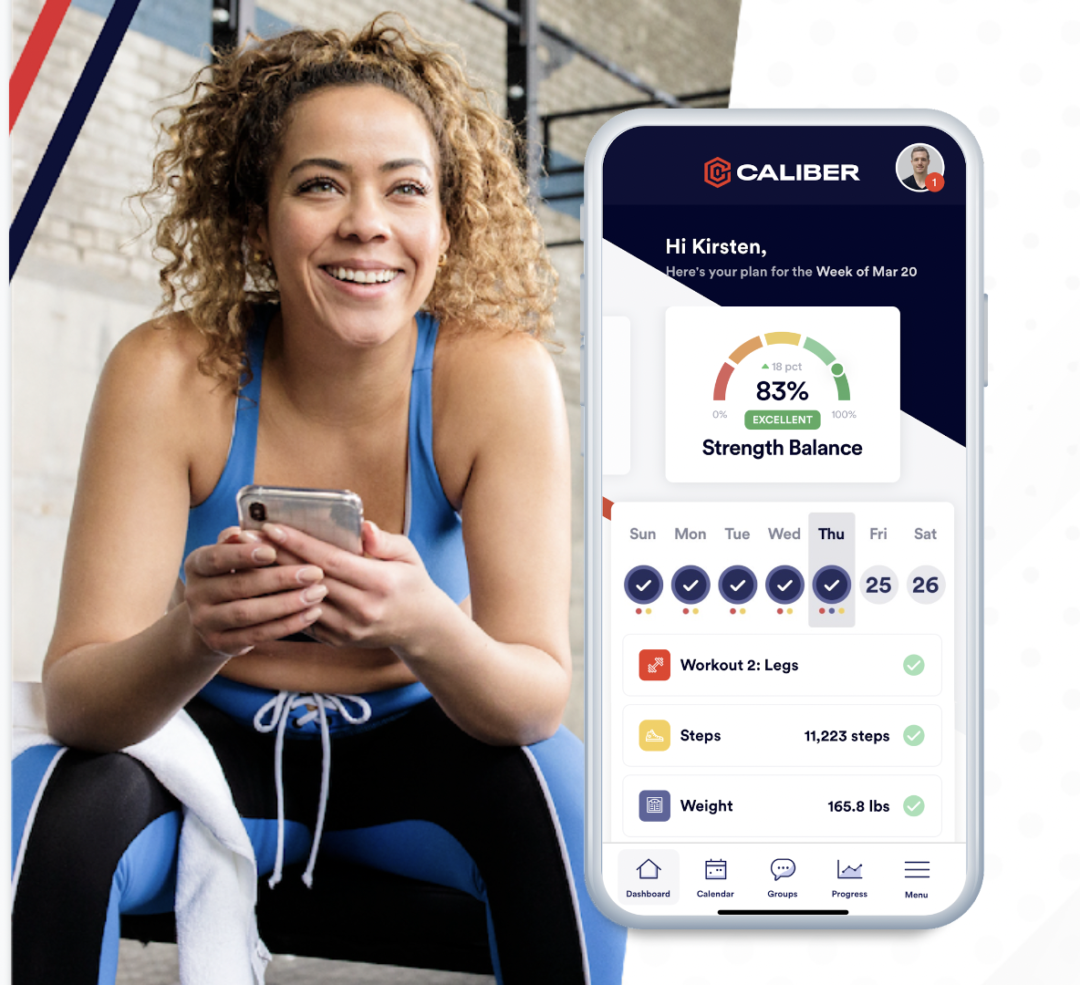 CALIBER
1
Hi Kirsten,
Here's your plan for the Week of Mar 20
18 pct
83%
0%
EXCELLENT
100%
Strength Balance
Sun Mon Tue Wed Thu Fri Sat
25 26
Workout 2: Legs
Steps 11,223 steps
Weight 165.8 lbs
Dashboard Calendar Groups Progress Menu